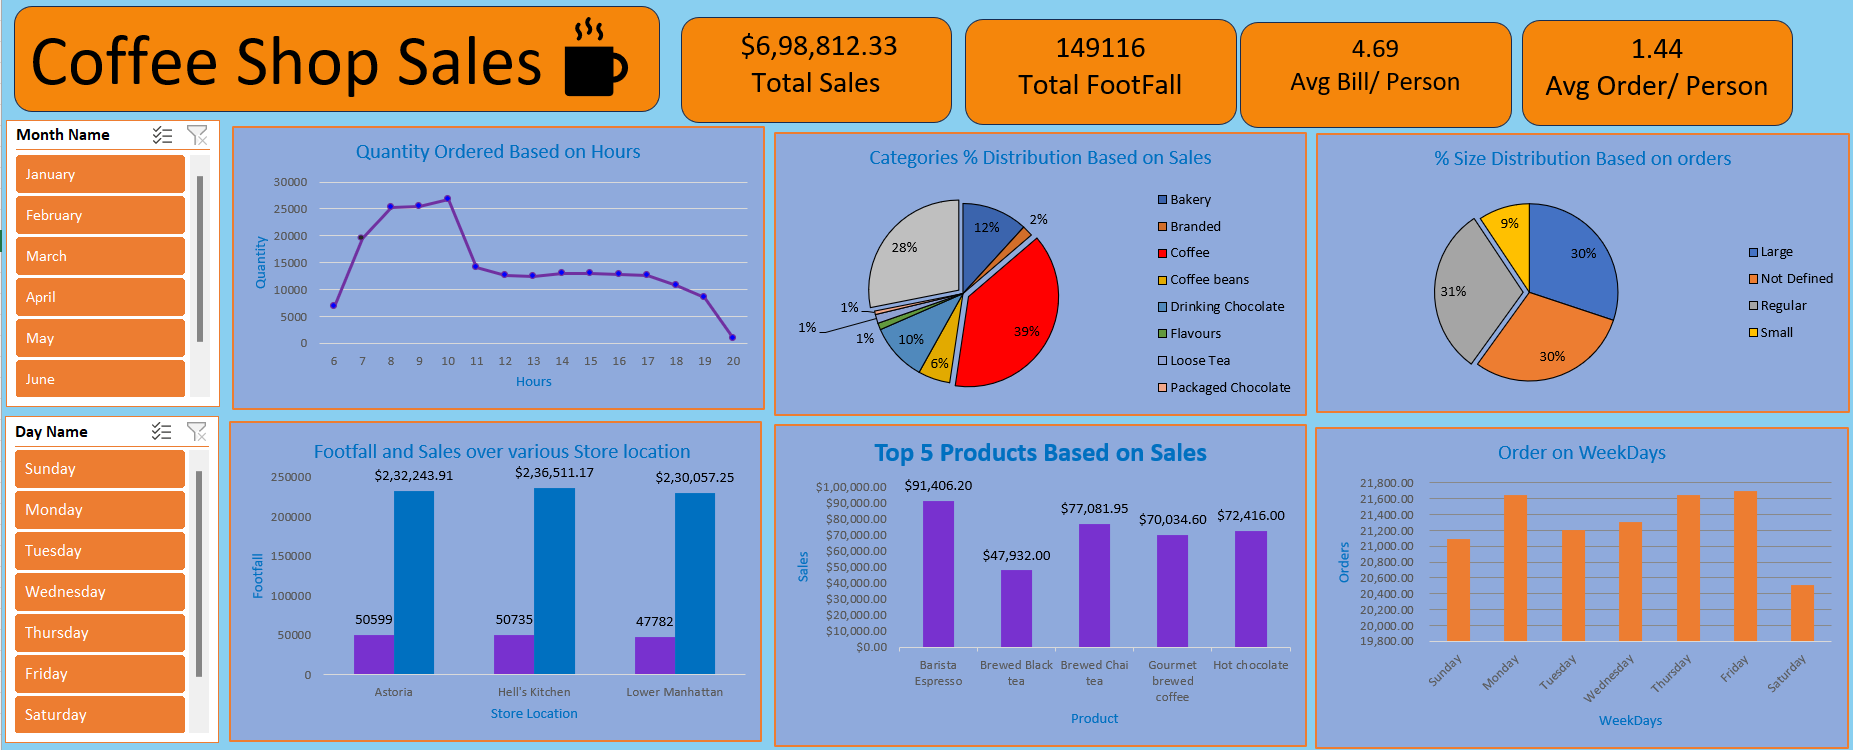 Coffee Shop Sales
$6,98,812.33
Total Sales
149116
Total FootFall
4.69
Avg Bill/ Person
1.44
Avg Order/ Person
Month Name
January
February
March
April
May
June
Day Name
Sunday
Monday
Tuesday
Wednesday
Thursday
Friday
Saturday
Quantity Ordered Based on Hours
30000
25000
20000
15000
10000
5000
0
Quantity
6 7 8 9 10 11 12 13 14 15 16 17 18 19 20
Hours
Categories % Distribution Based on Sales
12%
2%
39%
6%
10%
1%
1%
1%
28%
Bakery
Branded
Coffee
Coffee beans
Drinking Chocolate
Flavours
Loose Tea
Packaged Chocolate
% Size Distribution Based on orders
9%
30%
31%
30%
Large
Not Defined
Regular
Small
Footfall and Sales over various Store location
250000
200000
150000
100000
50000
0
Footfall
$2,32,243.91
$2,36,511.17
$2,30,057.25
50599
50735
47782
Astoria
Hell's Kitchen
Lower Manhattan
Store Location
Top 5 Products Based on Sales
$1,00,000.00
$90,000.00
$80,000.00
$70,000.00
$60,000.00
$50,000.00
$40,000.00
$30,000.00
$20,000.00
$10,000.00
$0.00
Sales
$91,406.20
$47,932.00
$77,081.95
$70,034.60
$72,416.00
Barista
Espresso
Brewed Black
tea
Brewed Chai
tea
Gourmet
brewed
coffee
Hot chocolate
Product
Order on WeekDays
21,800.00
21,600.00
21,400.00
21,200.00
21,000.00
20,800.00
20,600.00
20,400.00
20,200.00
20,000.00
19,800.00
Orders
Sunday
Monday
Tuesday
Wednesday
Thursday
Friday
Saturday
WeekDays